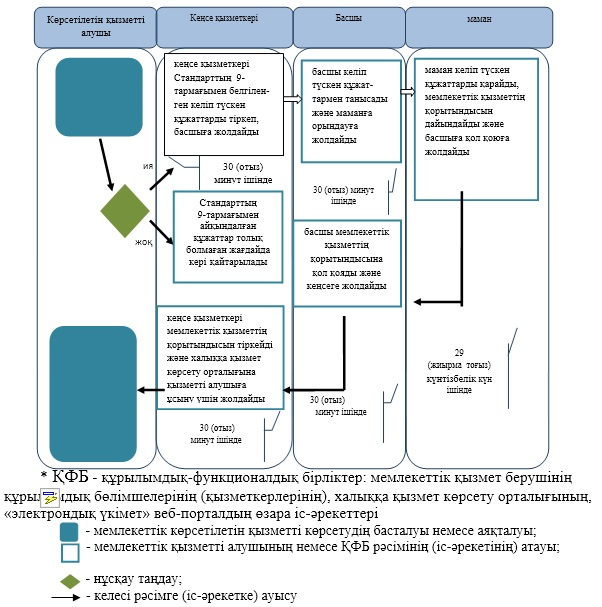 Көрсетілетін қызметті
алушы
Кеңсе қызметкері
Басшы
маман
кеңсе қызметкері
Стандарттың 9-
тармағымен белгілен-
ген келіп түскен
құжаттарды тіркеп,
басшыға жолдайды
басшы келіп
түскен құжат-
тармен танысады
және маманға
орындауға
жолдайды
маман келіп түскен
құжаттарды қарайды,
мемлекеттік қызметтің
қорытындысын
дайындайды және
басшыға қол қоюға
жолдайды
ия
30 (отыз)
минут ішінде
30 (отыз) минут
ішінде
жоқ
Стандарттың
9-тармағымен
айқындалған
құжаттар толық
болмаған жағдайда
кері қайтарылады
басшы мемлекеттік
қызметтің
қорытындысына
қол қояды және
кеңсеге жолдайды
кеңсе қызметкері
мемлекеттік қызметтің
қорытындысын тіркейді
және халыққа қызмет
көрсету орталығына
қызметті алушыға
ұсыну үшін жолдайды
30 (отыз)
минут ішінде
30 (отыз)
минут ішінде
29
(жиырма тоғыз)
күнтізбелік күн
ішінде
* ҚФБ - құрылымдық-функционалдық бірліктер: мемлекеттік қызмет берушінің
құрылымдық бөлімшелерінің (қызметкерлерінің), халыққа қызмет көрсету орталығының,
«электрондық үкімет» веб-порталдың өзара іс-әрекеттері
- мемлекеттік көрсетілетін қызметті көрсетудің басталуы немесе аяқталуы;
- мемлекеттік қызметті алушының немесе ҚФБ рәсімінің (іс-әрекетінің) атауы;
- нұсқау таңдау;
- келесі рәсімге (іс-әрекетке) ауысу